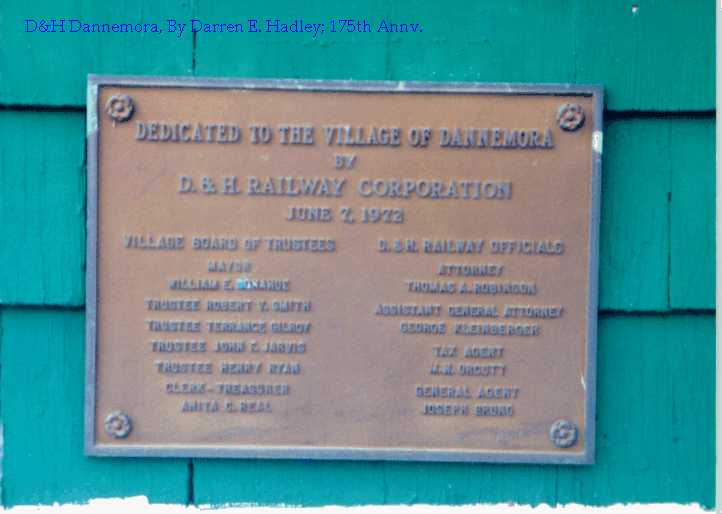 D&H Dannemora, By Darren E. Hadley; 175th Annv.
DEDICATED TO THE VILLAGE OF DANNEMORA
BY
D. & H. RAILWAY CORPORATION
JUNE 7, 1972
VILLAGE BOARD OF TRUSTEES
MAYOR
WILLIAM E. DONAHUE
TRUSTEE ROBERT Y. SMITH
TRUSTEE TERRANCE GILROY
TRUSTEE JOHN T. JARVIS
TRUSTEE HENRY RYAN
CLERK-TREASURER
ANITA C. REAL
D. & H. RAILWAY OFFICIALS
ATTORNEY
THOMAS A. ROBINSON
ASSISTANT GENERAL ATTORNEY
GEORGE KLEINBERGER
TAX AGENT
M. W. ORCUTT
GENERAL AGENT
JOSEPH BRUNO